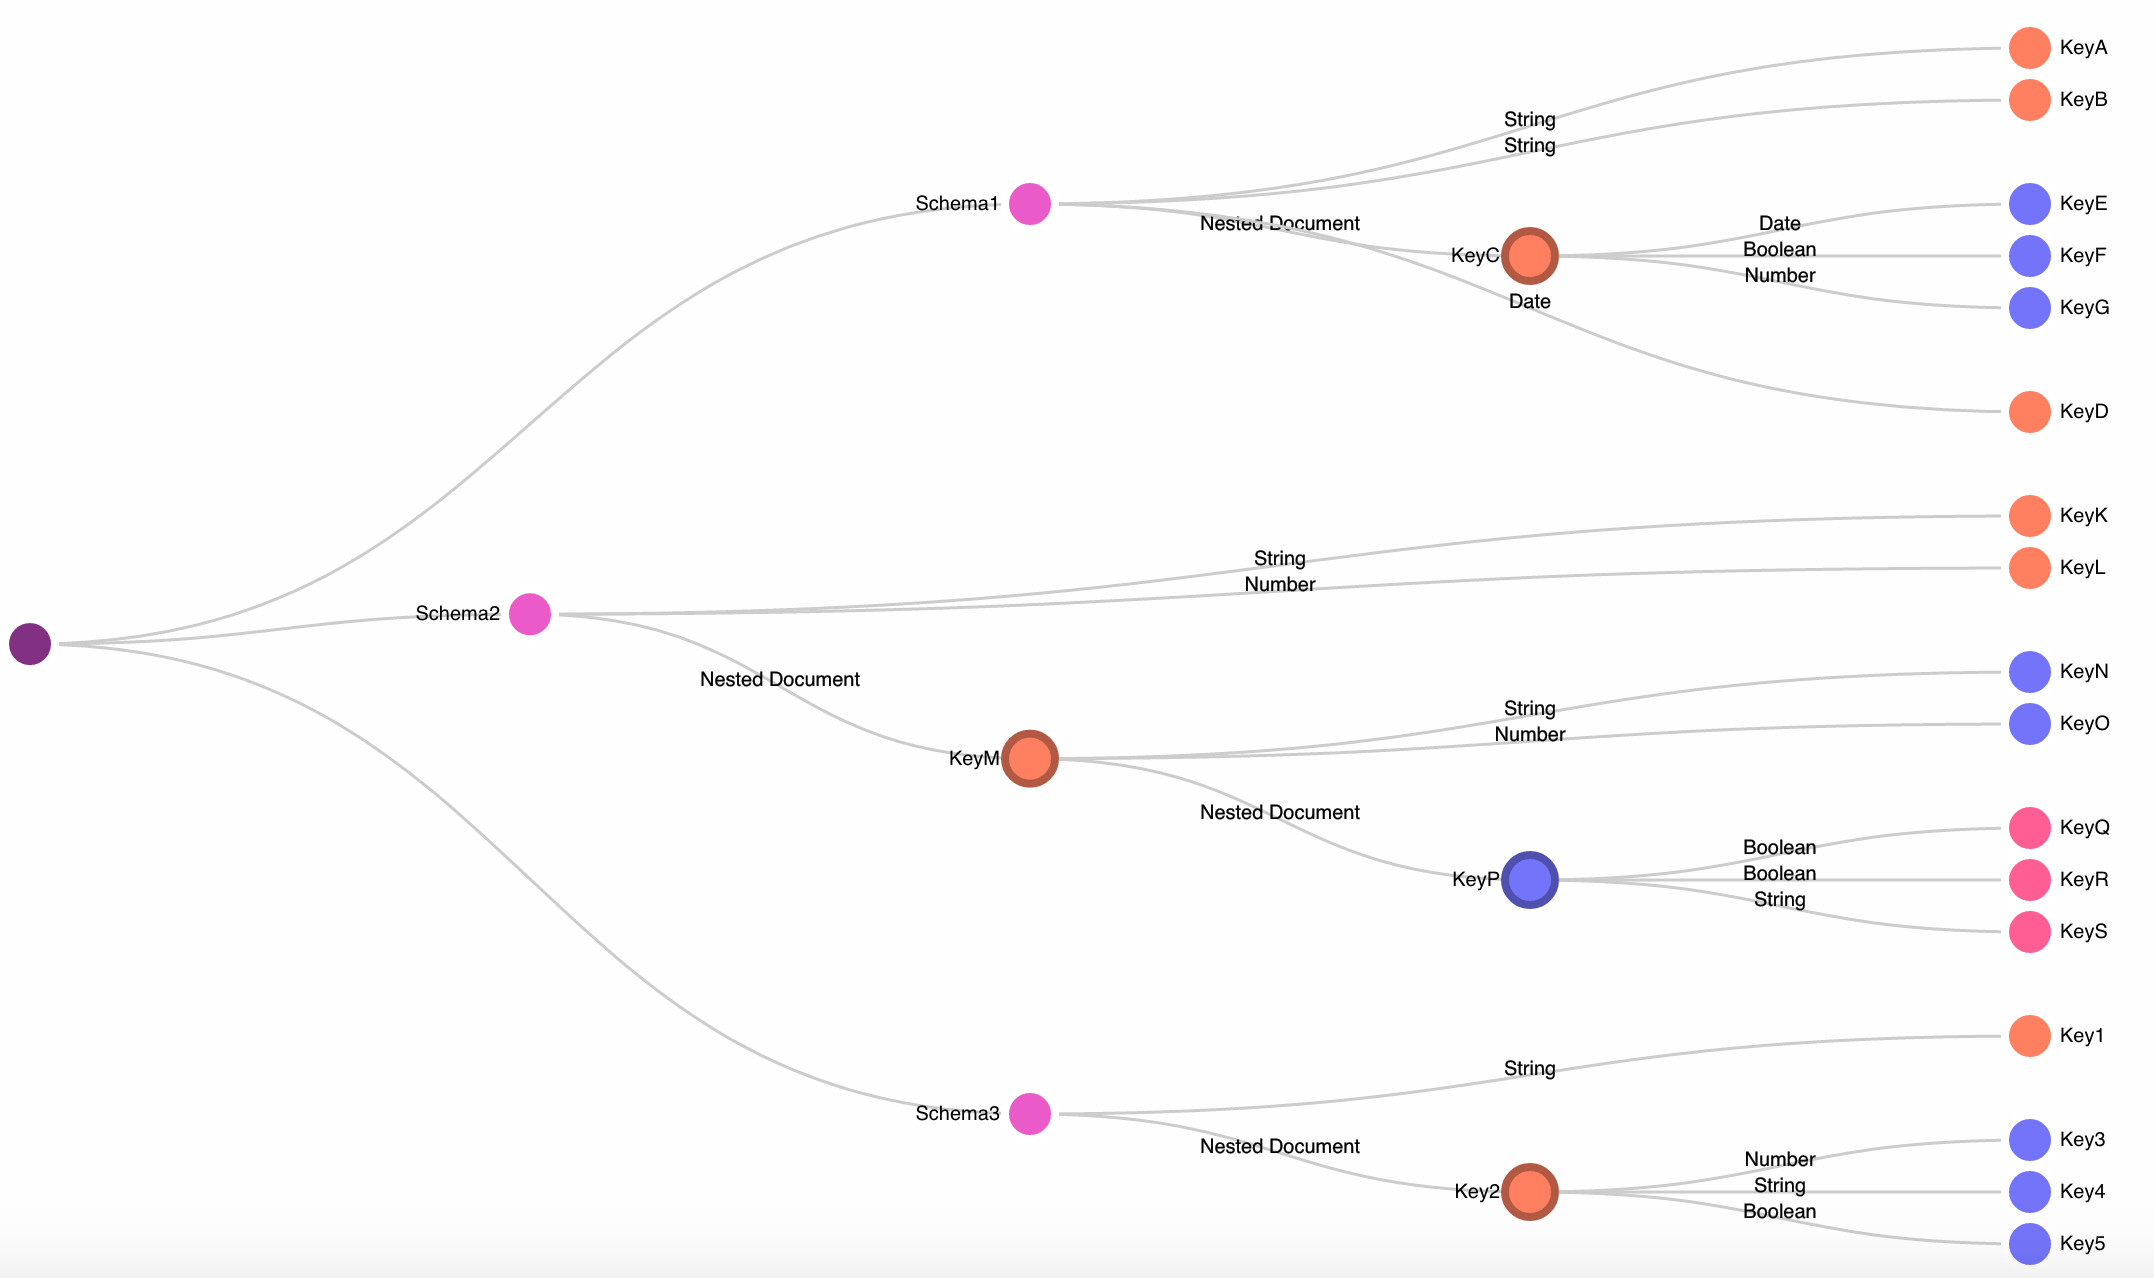 KeyA
KeyB
String
String
Schema1
Nested Document
KeyC
Date
Boolean
Number
KeyE
KeyF
KeyG
Date
KeyD
KeyK
KeyL
String
Number
Schema2
Nested Document
KeyN
KeyO
String
Number
KeyM
Nested Document
KeyP
Boolean
Boolean
String
KeyQ
KeyR
KeyS
Key1
String
Schema3
Nested Document
Key2
Number
String
Boolean
Key3
Key4
Key5